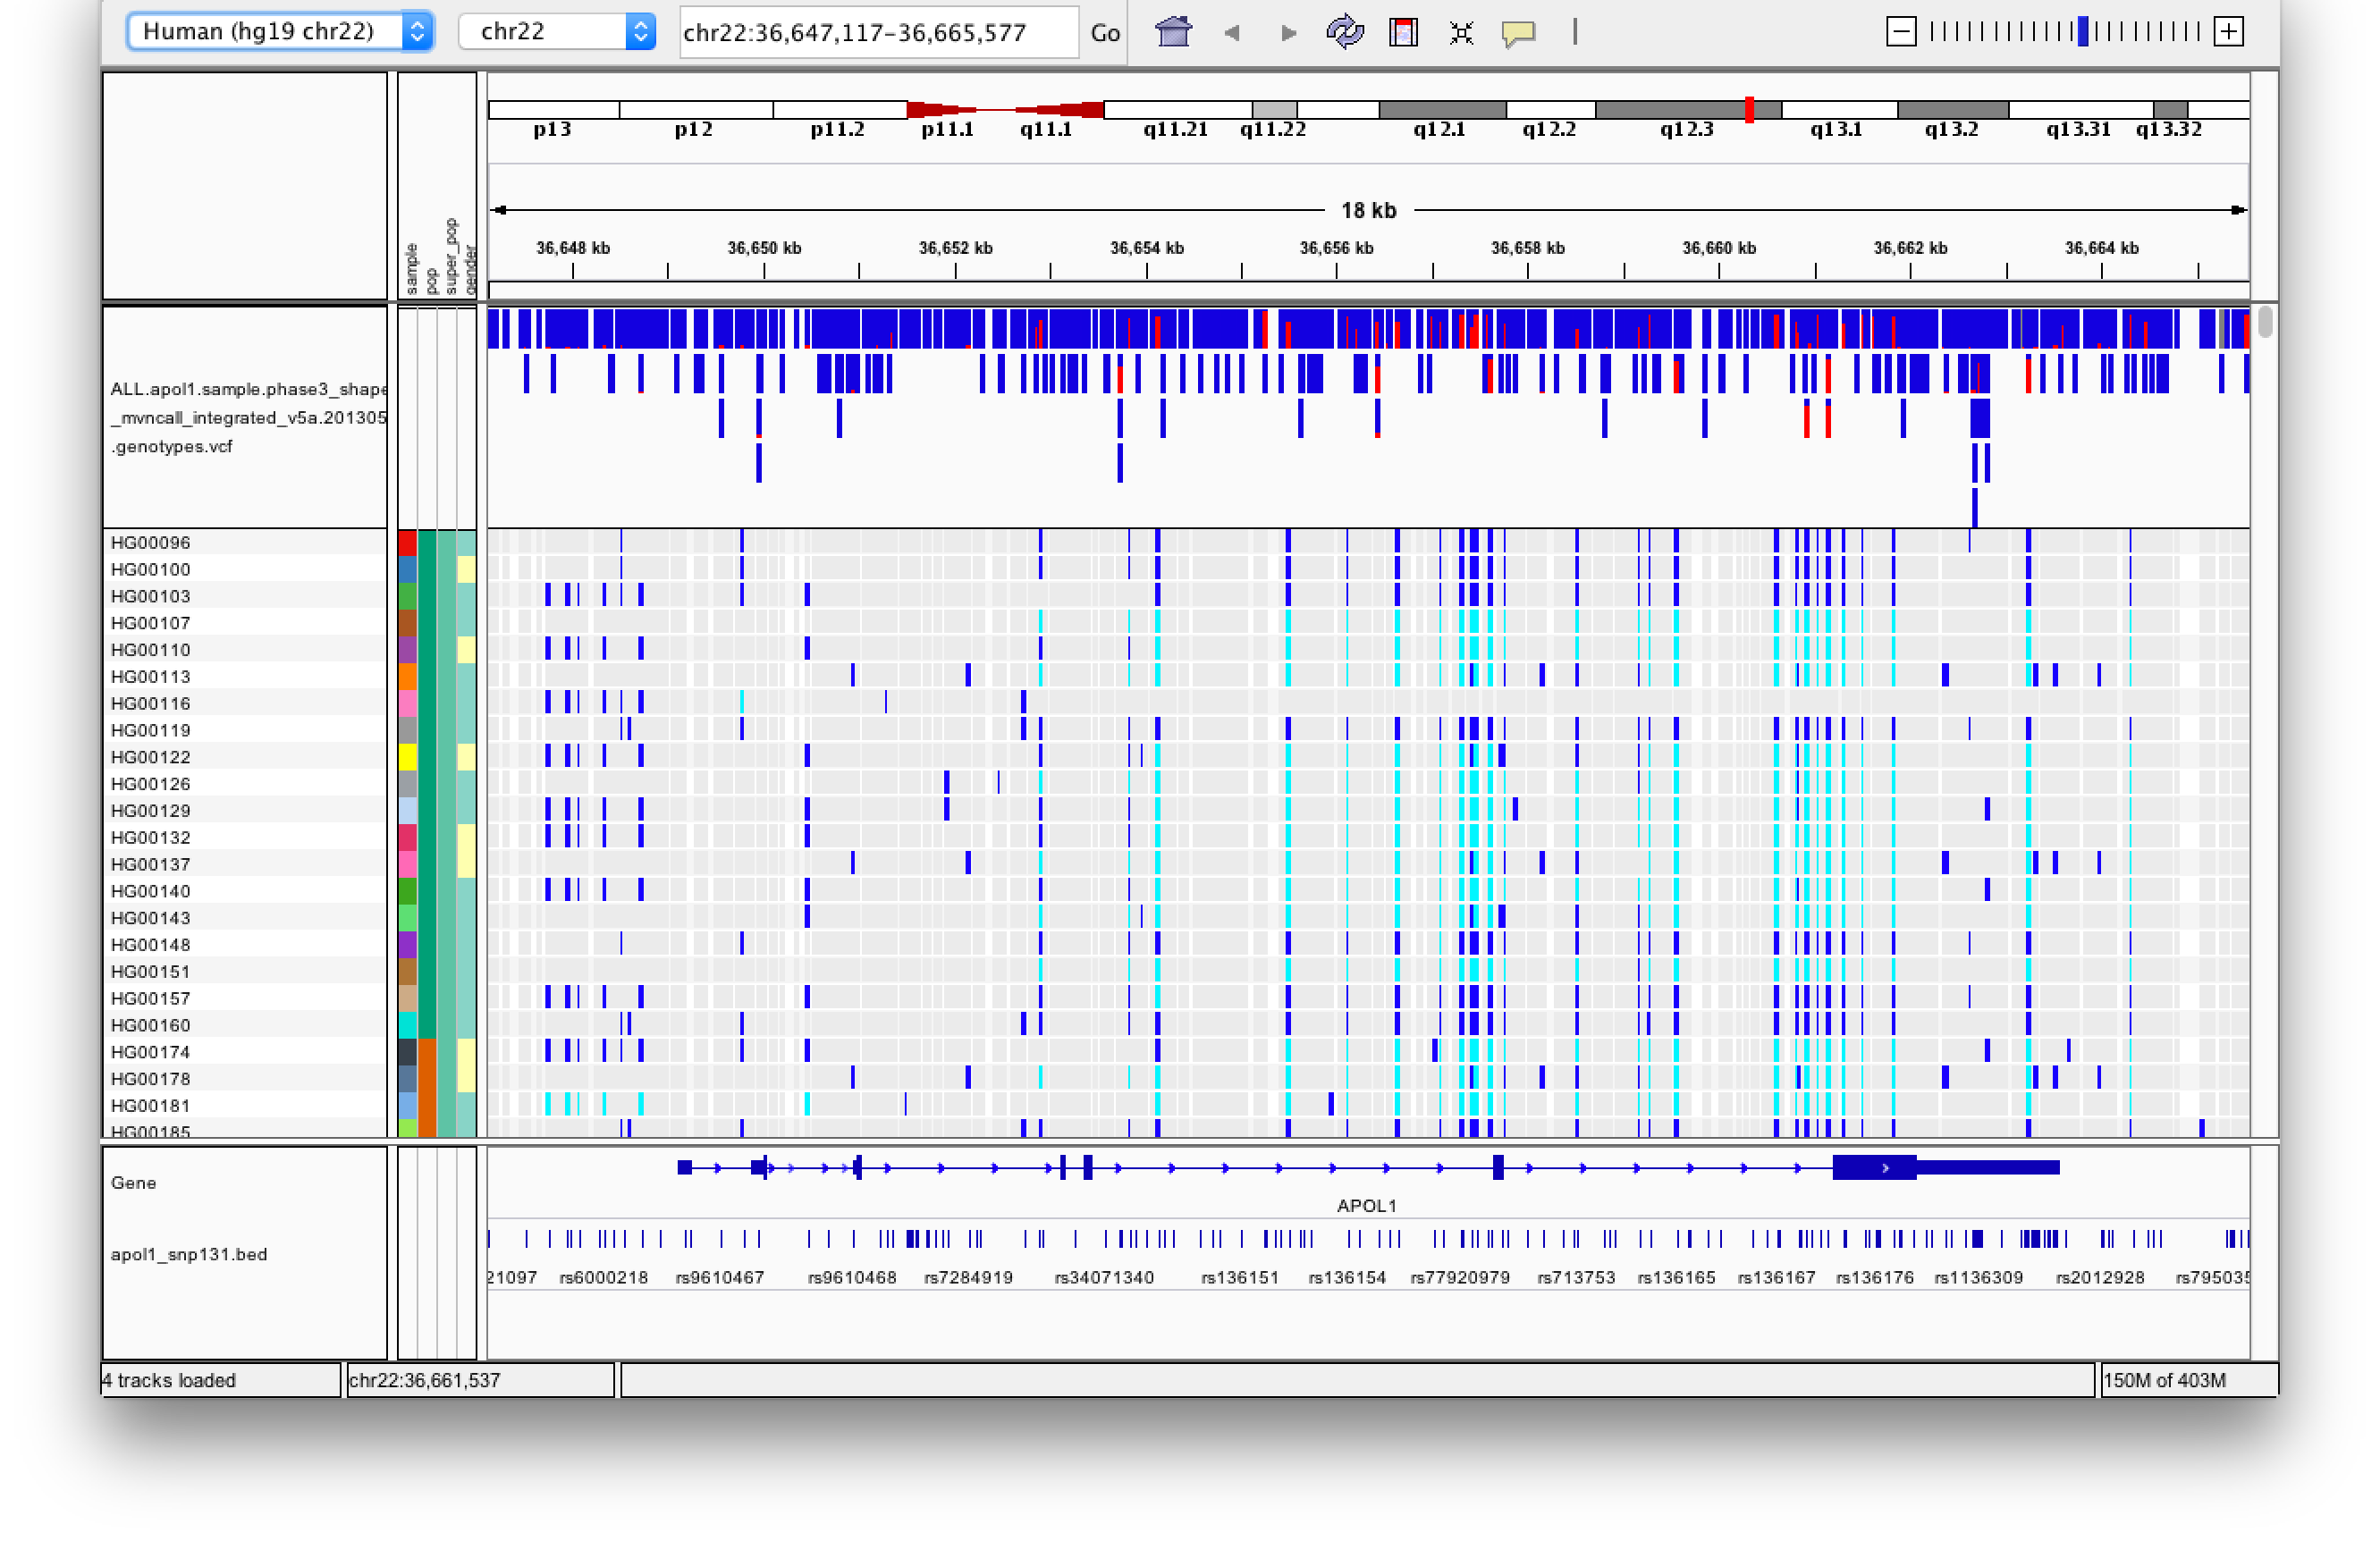 Human (hg19 chr22) chr22 chr22:36,647,117-36,665,577 Go
p13 p12 p11.2 p11.1 q11.1 q11.21 q11.22 q12.1 q12.2 q12.3 q13.1 q13.2 q13.31 q13.32
18 kb
36,648 kb 36,650 kb 36,652 kb 36,654 kb 36,656 kb 36,658 kb 36,660 kb 36,662 kb 36,664 kb
sample
pop
super_pop
gender
ALL.apol1.sample.phase3_shape
_mvncall_integrated_v5a.201305
.genotypes.vcf
HG00096
HG00100
HG00103
HG00107
HG00110
HG00113
HG00116
HG00119
HG00122
HG00126
HG00129
HG00132
HG00137
HG00140
HG00143
HG00148
HG00151
HG00157
HG00160
HG00174
HG00178
HG00181
HG00185
Gene
APOL1
apol1_snp131.bed
21097 rs6000218 rs9610467 rs9610468 rs7284919 rs34071340 rs136151 rs136154 rs77920979 rs713753 rs136165 rs136167 rs136176 rs1136309 rs2012928 rs795035
4 tracks loaded chr22:36,661,537 150M of 403M